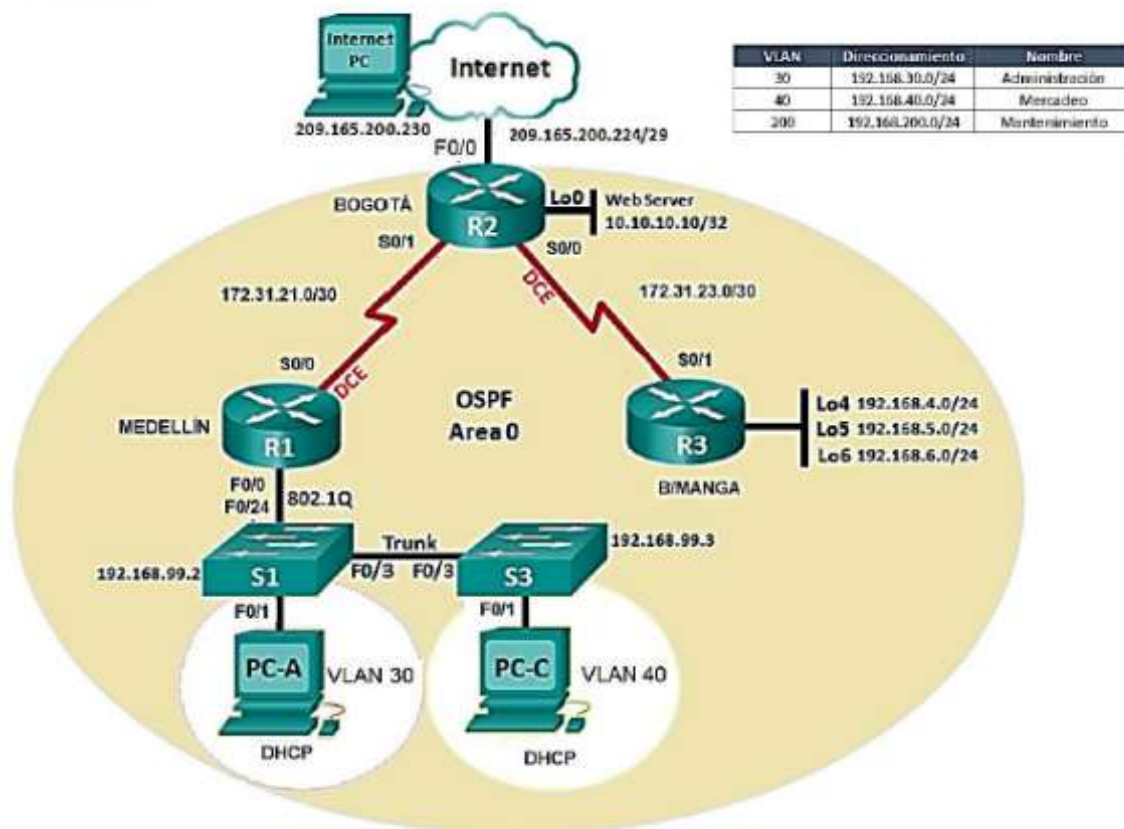 Internet
PC
Internet
209.165.200.230
209.165.200.224/29
F0/0
VLAN Direccionamiento Nombre
30 192.168.30.0/24 Administración
40 192.168.40.0/24 Mercadeo
200 192.168.200.0/24 Mantenimiento
BOGOTÁ
R2
Lo0
Web Server
10.10.10.10/32
S0/1
S0/0
DCE
172.31.21.0/30
172.31.23.0/30
S0/0
DCE
S0/1
OSPF
Area 0
MEDELLÍN
R1
R3
B/MANGA
Lo4 192.168.4.0/24
Lo5 192.168.5.0/24
Lo6 192.168.6.0/24
F0/0
F0/24
802.1Q
Trunk
192.168.99.2
S1
F0/3
F0/3
S3
192.168.99.3
F0/1
F0/1
PC-A
VLAN 30
DHCP
PC-C
VLAN 40
DHCP